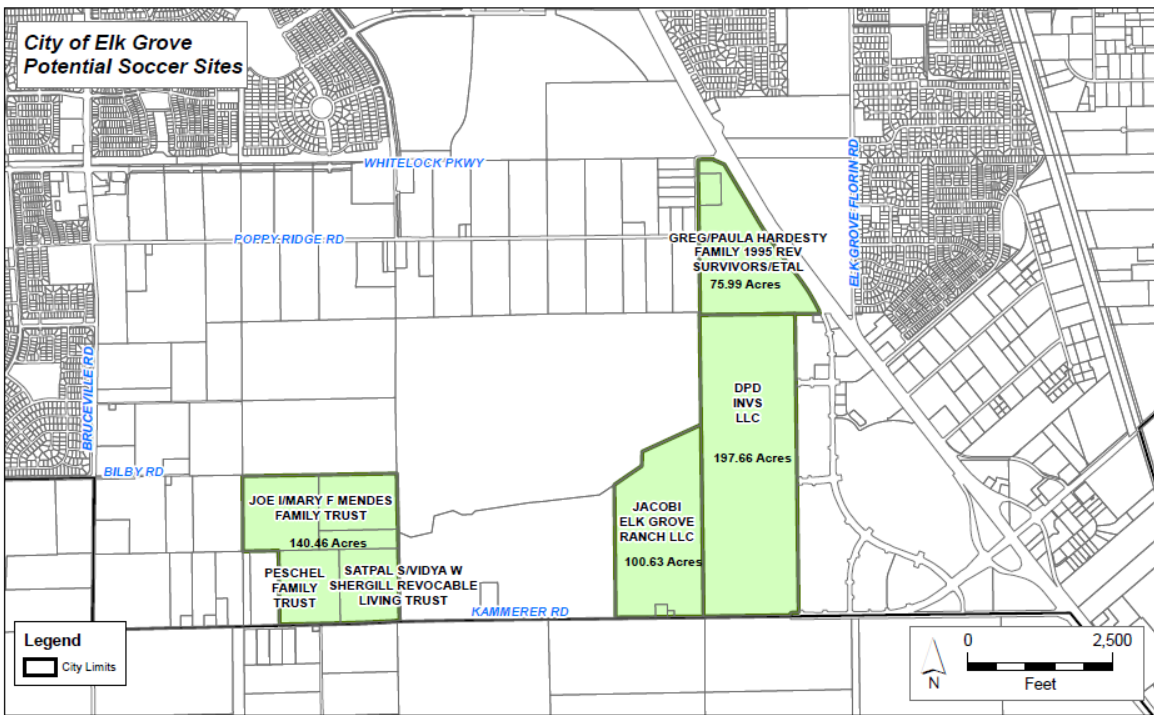 City of Elk Grove
Potential Soccer Sites
WHITELOCK PKWY
POPPY RIDGE RD
ELK GROVE FLORIN RD
GREG/PAULA HARDESTY
FAMILY 1995 REV
SURVIVORS/ETAL
75.99 Acres
BRUCEVILLE RD
DPD
INVS
LLC
197.66 Acres
BILBY RD
JOE I/MARY F MENDES
FAMILY TRUST
140.46 Acres
PESCHEL
FAMILY
TRUST
SATPAL S/VIDYA W
SHERGILL REVOCABLE
LIVING TRUST
JACOBI
ELK GROVE
RANCH LLC
100.63 Acres
KAMMERER RD
Legend
City Limits
N
0 2,500
Feet